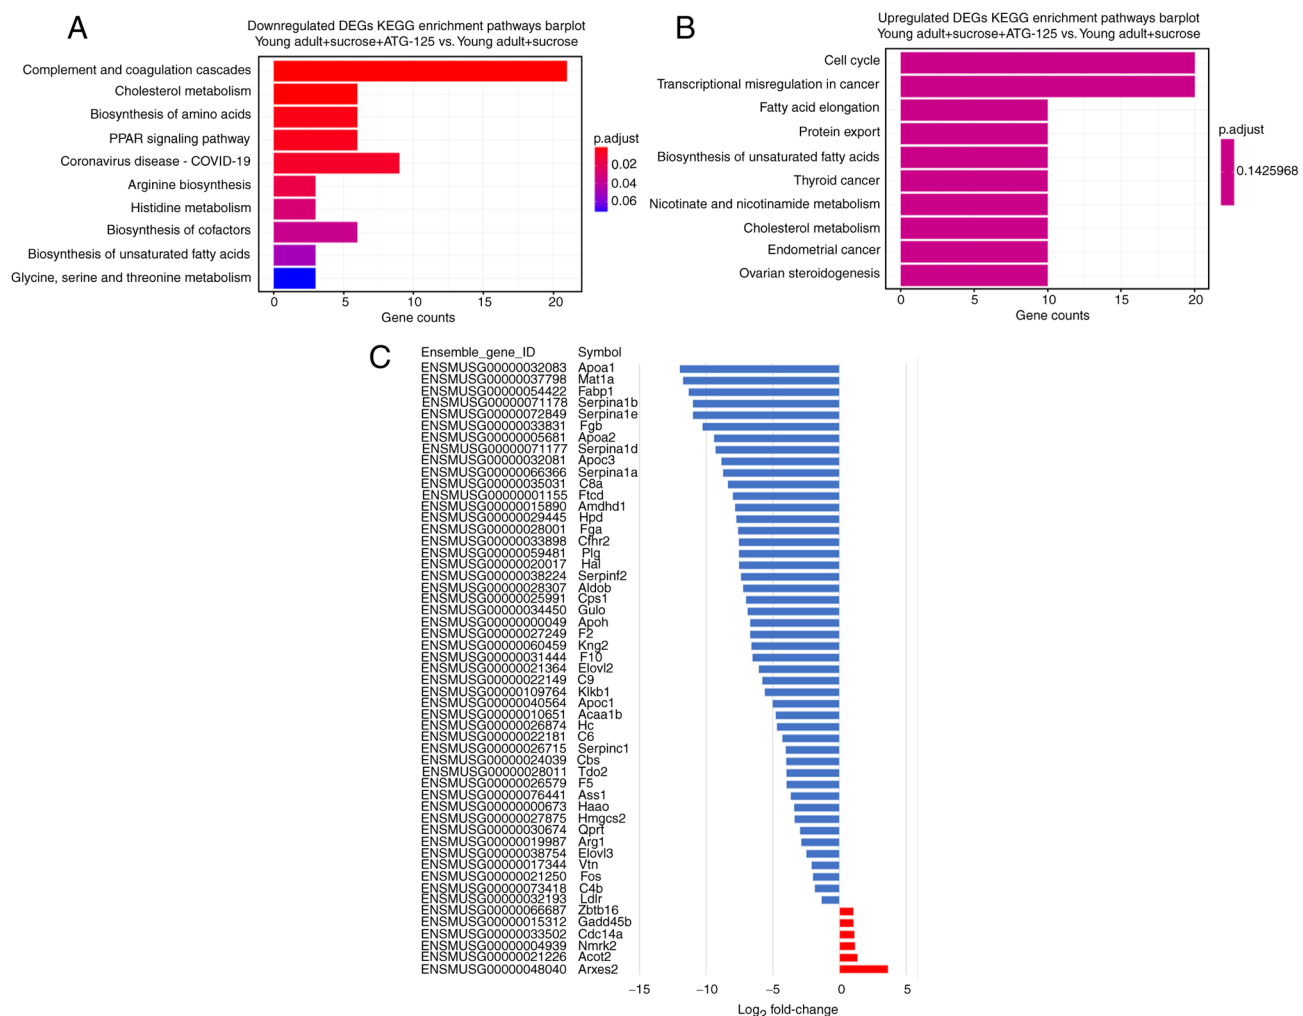 A
Downregulated DEGs KEGG enrichment pathways barplot
Young adult+sucrose+ATG-125 vs. Young adult+sucrose
Complement and coagulation cascades
Cholesterol metabolism
Biosynthesis of amino acids
PPAR signaling pathway
Coronavirus disease - COVID-19
Arginine biosynthesis
Histidine metabolism
Biosynthesis of cofactors
Biosynthesis of unsaturated fatty acids
Glycine, serine and threonine metabolism
0 5 10 15 20
Gene counts
p.adjust
0.02
0.04
0.06
B
Upregulated DEGs KEGG enrichment pathways barplot
Young adult+sucrose+ATG-125 vs. Young adult+sucrose
Cell cycle
Transcriptional misregulation in cancer
Fatty acid elongation
Protein export
Biosynthesis of unsaturated fatty acids
Thyroid cancer
Nicotinate and nicotinamide metabolism
Cholesterol metabolism
Endometrial cancer
Ovarian steroidogenesis
0 5 10 15 20
Gene counts
p.adjust
0.1425968
C
Ensemble_gene_ID Symbol
ENSMUSG00000032083 Apoa1
ENSMUSG00000037798 Mat1a
ENSMUSG00000054422 Fabp1
ENSMUSG00000071178 Serpina1b
ENSMUSG00000072849 Serpina1e
ENSMUSG00000033831 Fgb
ENSMUSG00000005681 Apoa2
ENSMUSG00000071177 Serpina1d
ENSMUSG00000032081 Apoc3
ENSMUSG00000066366 Serpina1a
ENSMUSG00000035031 C8a
ENSMUSG00000001155 Ftcd
ENSMUSG00000015890 Amdhd1
ENSMUSG00000029445 Hpd
ENSMUSG00000028001 Fga
ENSMUSG00000033898 Cfhr2
ENSMUSG00000059481 Plg
ENSMUSG00000020017 Hal
ENSMUSG00000038224 Serpinf2
ENSMUSG00000028307 Aldob
ENSMUSG00000025991 Cps1
ENSMUSG00000034450 Gulo
ENSMUSG00000000049 Apoh
ENSMUSG00000027249 F2
ENSMUSG00000060459 Kng2
ENSMUSG00000031444 F10
ENSMUSG00000021364 Elovl2
ENSMUSG00000022149 C9
ENSMUSG00000109764 Klkb1
ENSMUSG00000040564 Apoc1
ENSMUSG00000010651 Acaa1b
ENSMUSG00000026874 Hc
ENSMUSG00000022181 C6
ENSMUSG00000026715 Serpinc1
ENSMUSG00000024039 Cbs
ENSMUSG00000028011 Tdo2
ENSMUSG00000026579 F5
ENSMUSG00000076441 Ass1
ENSMUSG00000000673 Haao
ENSMUSG00000027875 Hmgcs2
ENSMUSG00000030674 Qprt
ENSMUSG00000019987 Arg1
ENSMUSG00000038754 Elovl3
ENSMUSG00000017344 Vtn
ENSMUSG00000021250 Fos
ENSMUSG00000073418 C4b
ENSMUSG00000032193 Ldlr
ENSMUSG00000066687 Zbtb16
ENSMUSG00000015312 Gadd45b
ENSMUSG00000033502 Cdc14a
ENSMUSG00000004939 Nmrk2
ENSMUSG00000021226 Acot2
ENSMUSG00000048040 Arxes2
−15 −10 −5 0 5
Log₂ fold-change